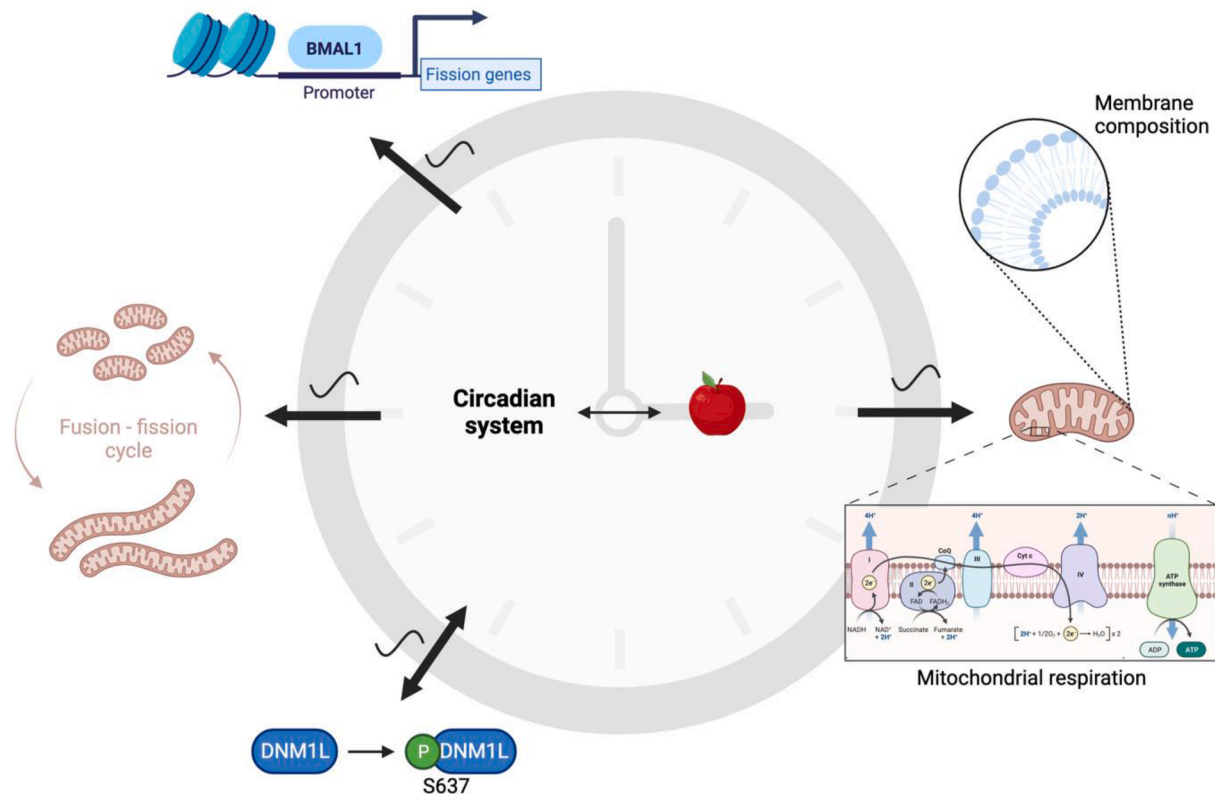 BMAL1
Promoter
Fission genes
Membrane
composition
Fusion - fission
cycle
Circadian
system
4H⁺
4H⁺
2H⁺
nH⁺
I
2e⁻
II
2e⁻
CoQ
III
Cyt c
IV
ATP
synthase
FAD
FADH₂
NADH
NAD⁺
+ 2H⁺
Succinate
Fumarate
+ 2H⁺
[ 2H⁺ + 1/2O₂ + 2e⁻ → H₂O ] x 2
ADP
ATP
Mitochondrial respiration
DNM1L
P
DNM1L
S637